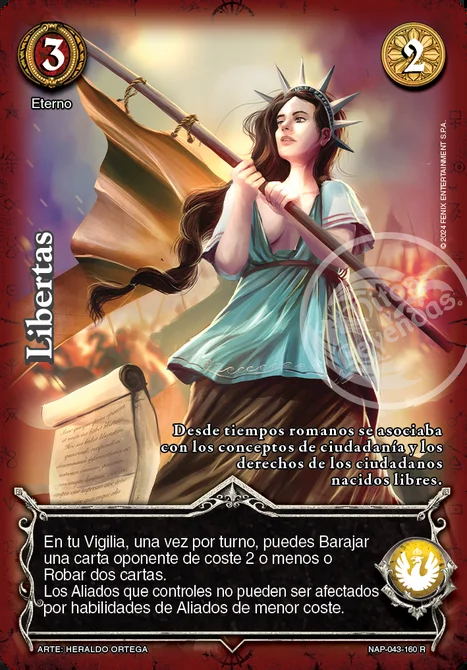 3
2
Eterno
© 2024 FENIX ENTERTAINMENT S.P.A.
Libertas
Mitos y
Leyendas.
Desde tiempos romanos se asociaba
con los conceptos de ciudadanía y los
derechos de los ciudadanos
nacidos libres.
En tu Vigilia, una vez por turno, puedes Barajar
una carta oponente de coste 2 o menos o
Robar dos cartas.
Los Aliados que controles no pueden ser afectados
por habilidades de Aliados de menor coste.
ARTE: HERALDO ORTEGA
NAP-043-160 R